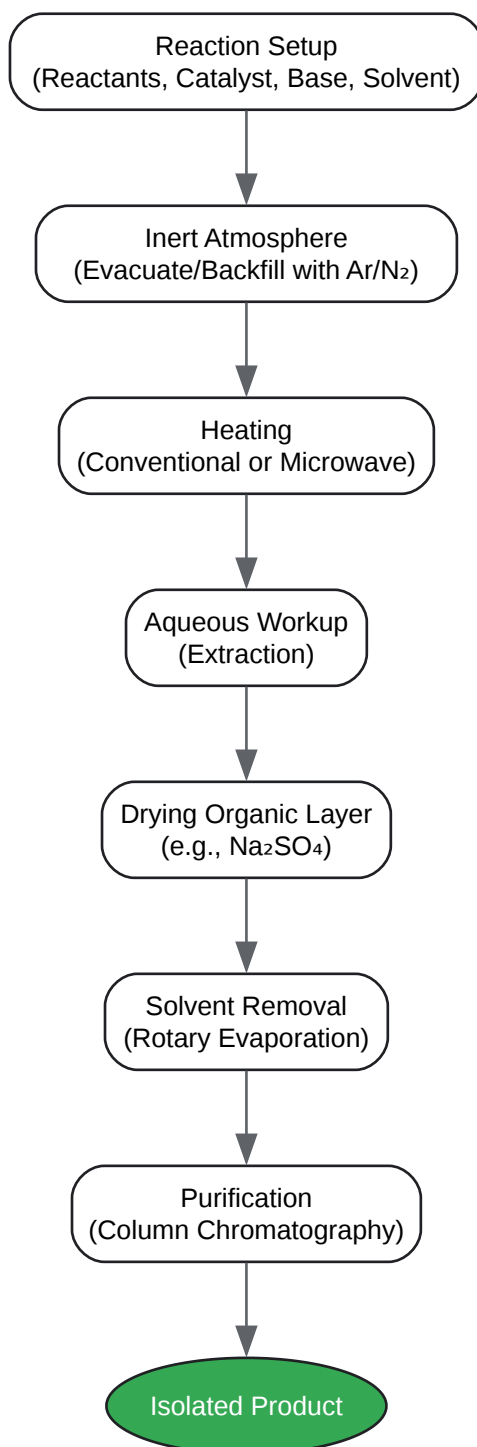 Reaction Setup
(Reactants, Catalyst, Base, Solvent)
Inert Atmosphere
(Evacuate/Backfill with Ar/N₂)
Heating
(Conventional or Microwave)
Aqueous Workup
(Extraction)
Drying Organic Layer
(e.g., Na₂SO₄)
Solvent Removal
(Rotary Evaporation)
Purification
(Column Chromatography)
Isolated Product